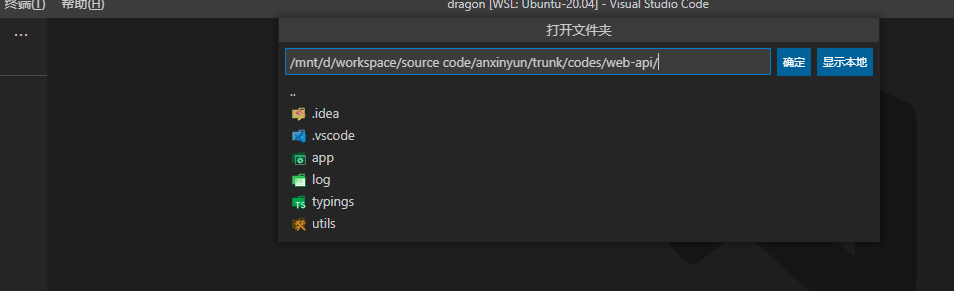 终端(T) 帮助(H) dragon [WSL: Ubuntu-20.04] - Visual Studio Code
...
打开文件夹
/mnt/d/workspace/source code/anxinyun/trunk/codes/web-api/ 确定 显示本地
..
.idea
.vscode
app
log
typings
utils